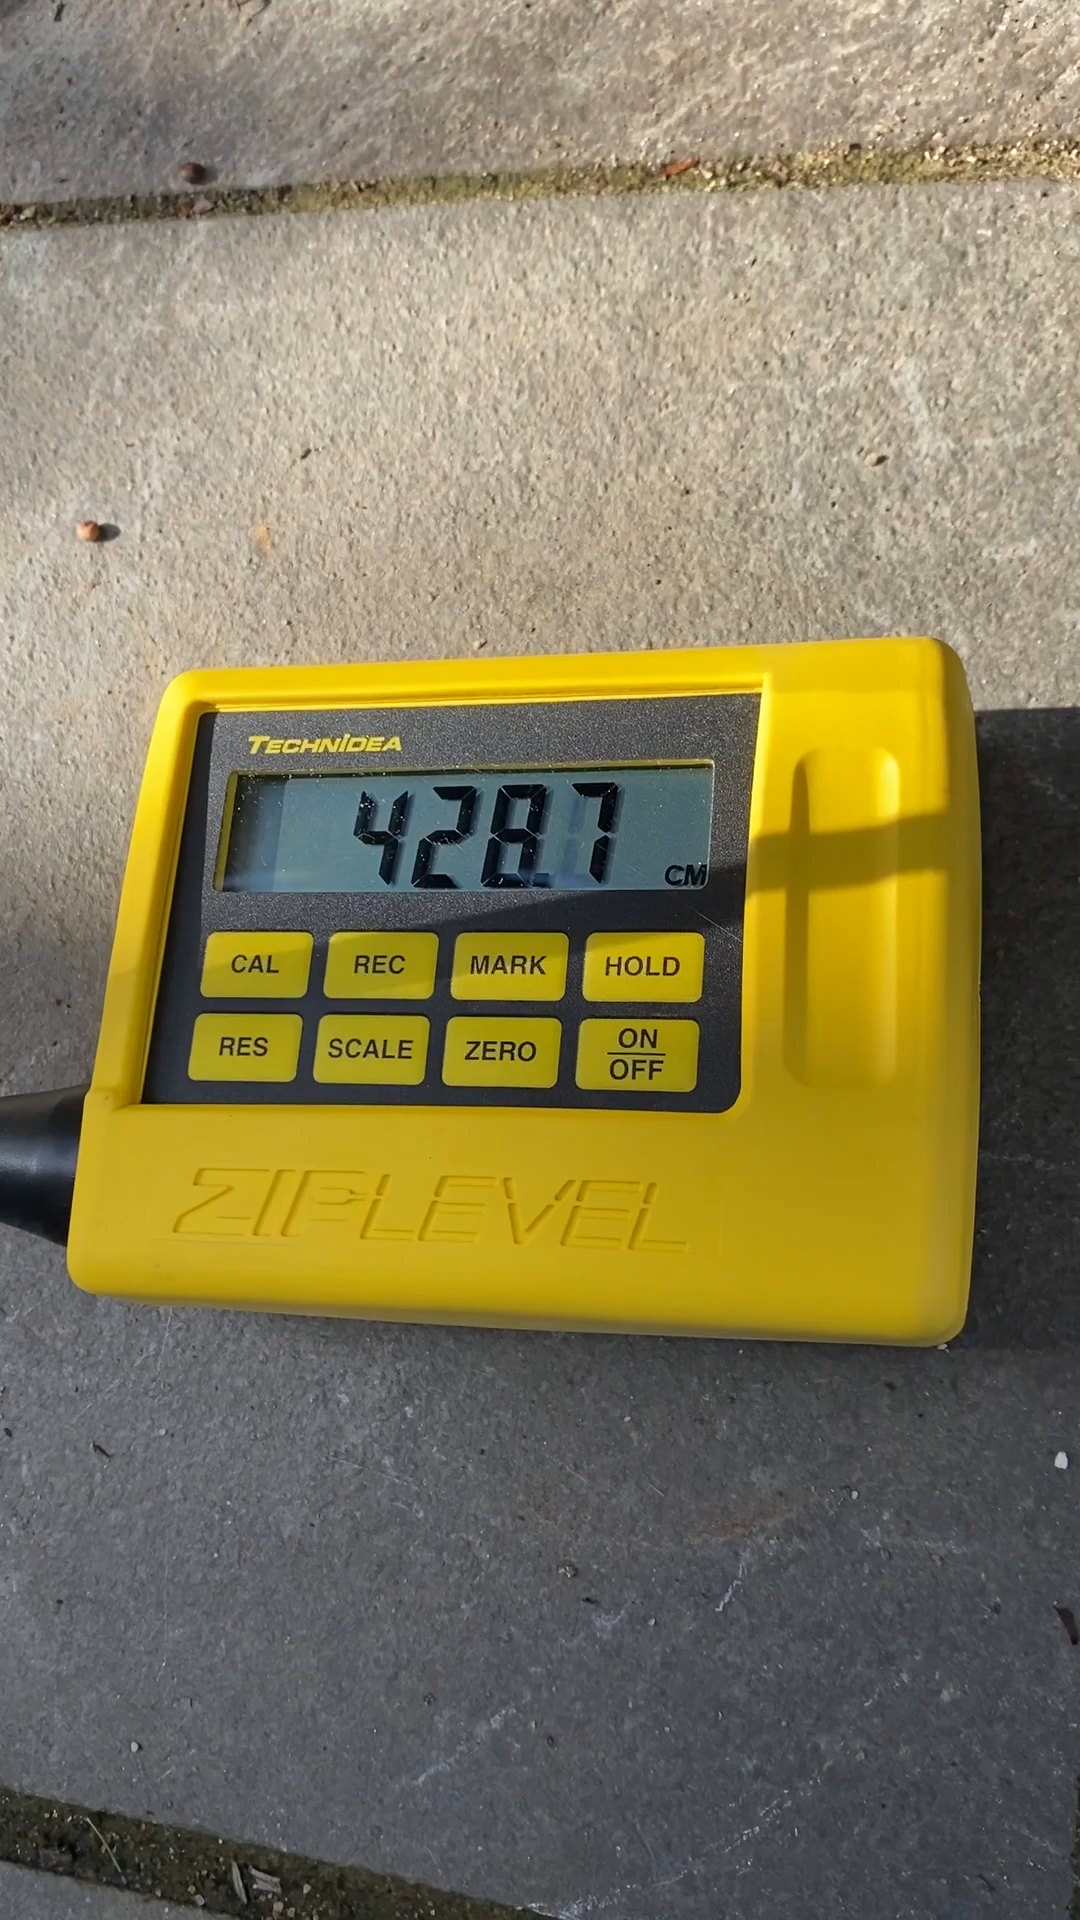 TECHNIDEA
428.7
CM
CAL REC MARK HOLD
RES SCALE ZERO ON
OFF
ZIPLEVEL